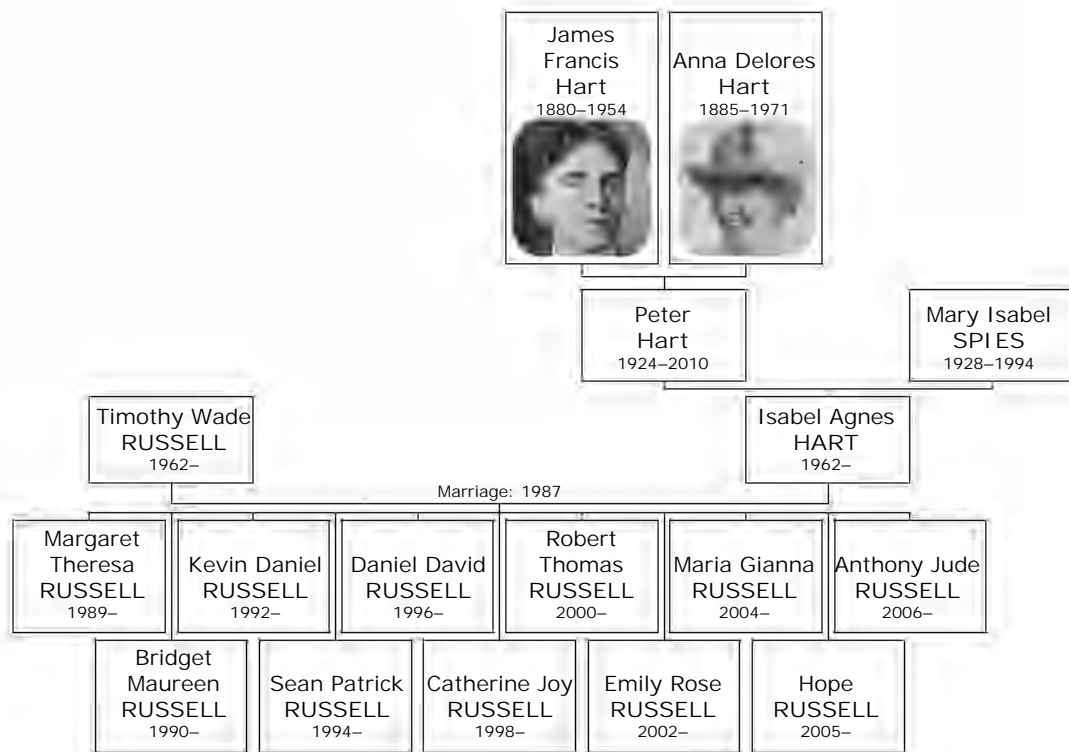 James
Francis
Hart
1880–1954
Anna Delores
Hart
1885–1971
Peter
Hart
1924–2010
Mary Isabel
SPIES
1928–1994
Timothy Wade
RUSSELL
1962–
Isabel Agnes
HART
1962–
Marriage: 1987
Margaret
Theresa
RUSSELL
1989–
Kevin Daniel
RUSSELL
1992–
Daniel David
RUSSELL
1996–
Robert
Thomas
RUSSELL
2000–
Maria Gianna
RUSSELL
2004–
Anthony Jude
RUSSELL
2006–
Bridget
Maureen
RUSSELL
1990–
Sean Patrick
RUSSELL
1994–
Catherine Joy
RUSSELL
1998–
Emily Rose
RUSSELL
2002–
Hope
RUSSELL
2005–